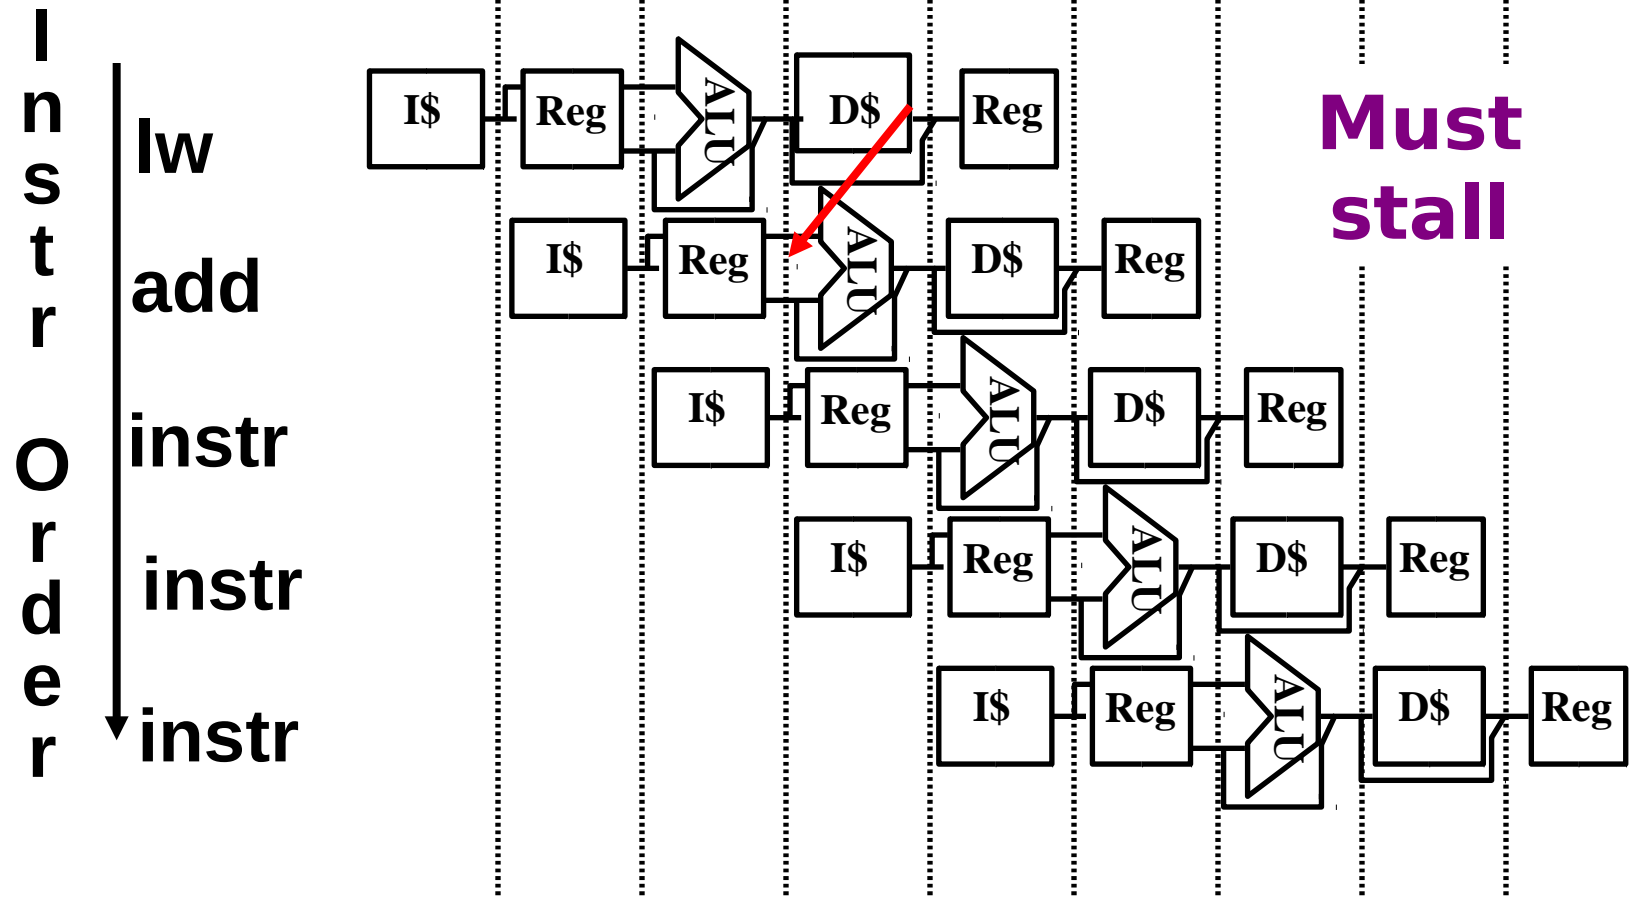 Instr Order
lw
I$ Reg ALU D$ Reg
Must
stall
add
I$ Reg ALU D$ Reg
instr
I$ Reg ALU D$ Reg
instr
I$ Reg ALU D$ Reg
instr
I$ Reg ALU D$ Reg